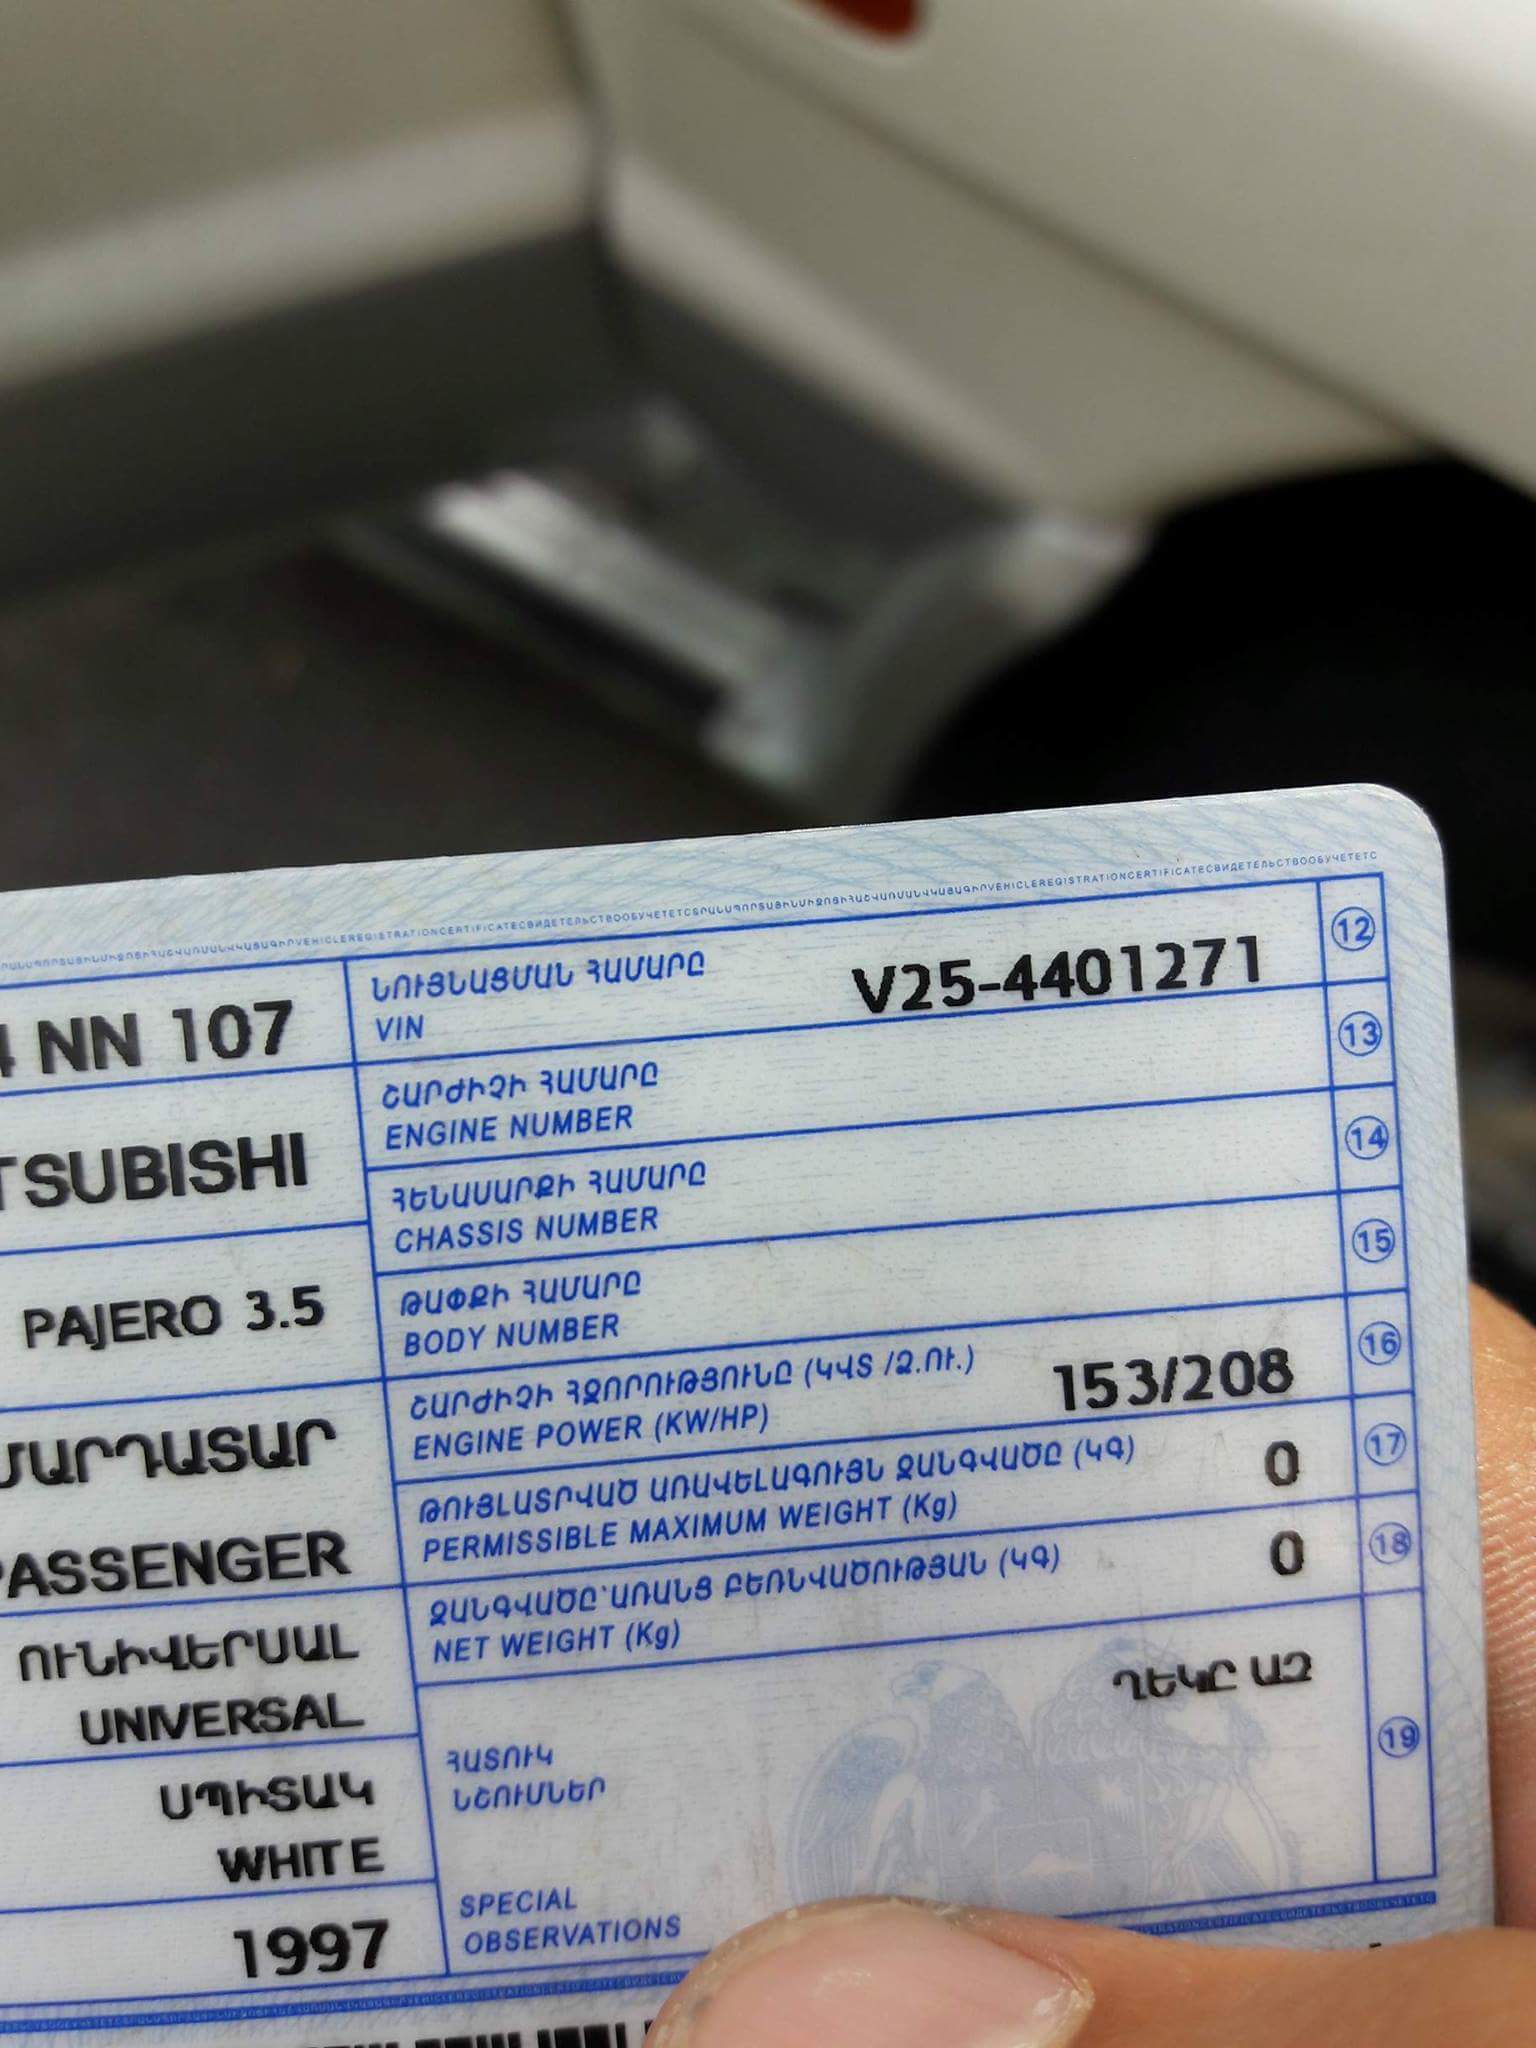 NN 107
TSUBISHI
PAJERO 3.5
ՄԱՐԴԱՏԱՐ
PASSENGER
ՈՒՆԻՎԵՐՍԱԼ
UNIVERSAL
ՍՊԻՏԱԿ
WHITE
1997
ՆՈՒՅՆԱՑՄԱՆ ՀԱՄԱՐԸ
VIN
V25-4401271
12
ՇԱՐԺԻՉԻ ՀԱՄԱՐԸ
ENGINE NUMBER
13
ՀԵՆԱՍԱՐՔԻ ՀԱՄԱՐԸ
CHASSIS NUMBER
14
ԹԱՓՔԻ ՀԱՄԱՐԸ
BODY NUMBER
15
ՇԱՐԺԻՉԻ ՀԶՈՐՈՒԹՅՈՒՆԸ (ԿՎՏ /Ձ.ՈՒ.)
ENGINE POWER (KW/HP)
153/208
16
ԹՈՒՅԼԱՏՐՎԱԾ ԱՌԱՎԵԼԱԳՈՒՅՆ ԶԱՆԳՎԱԾԸ (ԿԳ)
PERMISSIBLE MAXIMUM WEIGHT (Kg)
0
17
ԶԱՆԳՎԱԾԸ՝ԱՌԱՆՑ ԲԵՌՆՎԱԾՈՒԹՅԱՆ (ԿԳ)
NET WEIGHT (Kg)
0
18
ՂԵԿԸ ԱՋ
ՀԱՏՈՒԿ
ՆՇՈՒՄՆԵՐ
SPECIAL
OBSERVATIONS
19